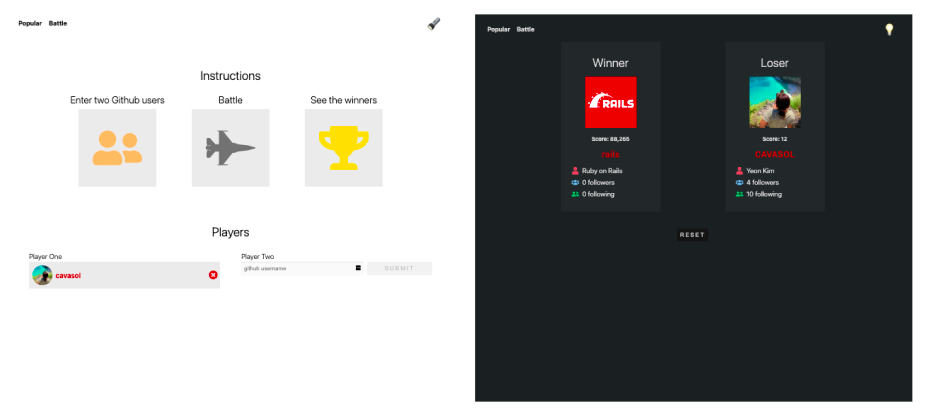 Popular Battle
Instructions
Enter two Github users
Battle
See the winners
Players
Player One
cavasol
Player Two
github username
SUBMIT
Popular Battle
Winner
RAILS
Score: 88,265
rails
Ruby on Rails
0 followers
0 following
Loser
Score: 12
CAVASOL
Yeon Kim
4 followers
10 following
RESET